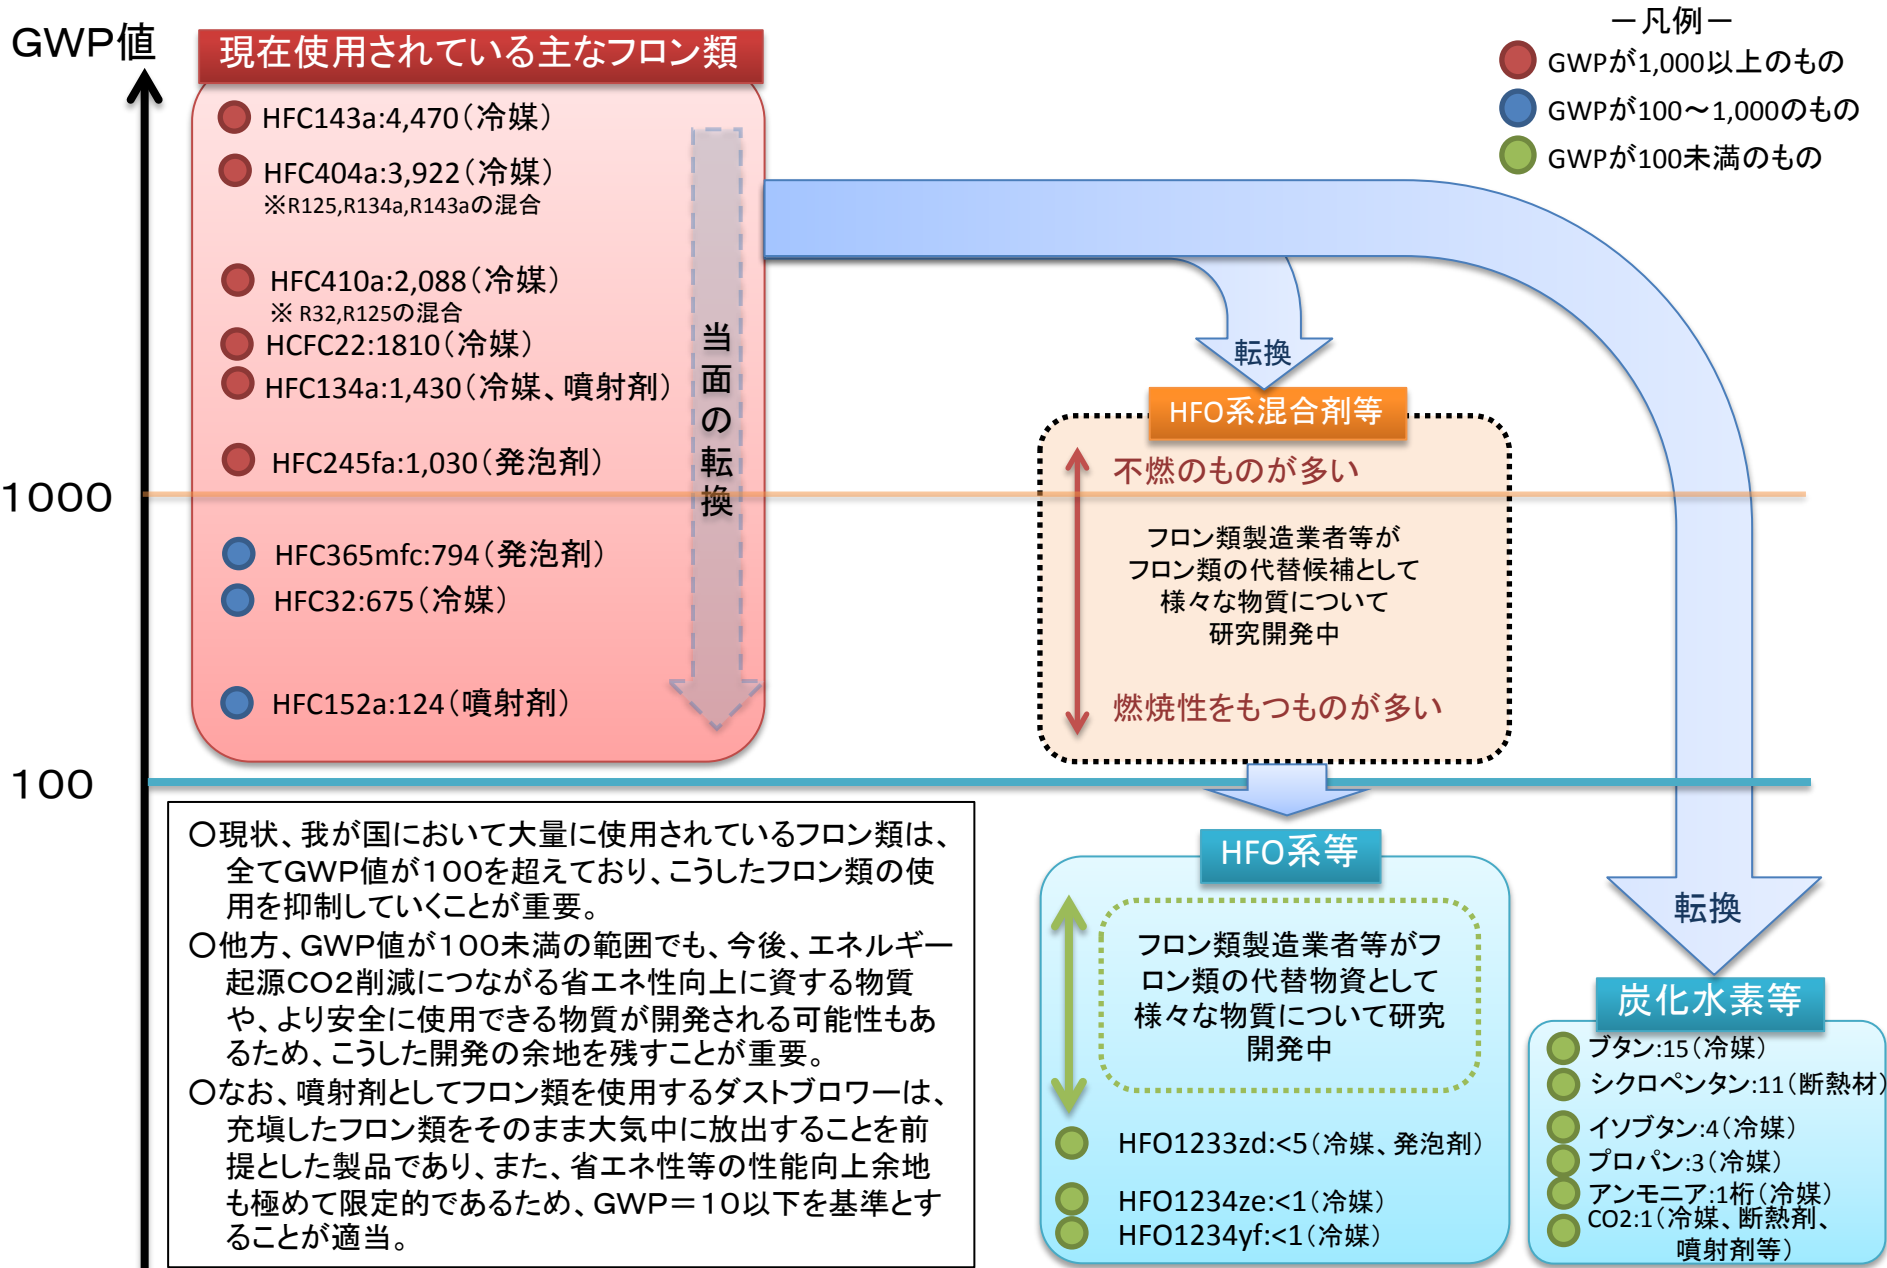 GWP値
現在使用されている主なフロン類
HFC143a:4,470(冷媒)
HFC404a:3,922(冷媒)
※R125,R134a,R143aの混合
HFC410a:2,088(冷媒)
※ R32,R125の混合
HCFC22:1810(冷媒)
HFC134a:1,430(冷媒、噴射剤)
HFC245fa:1,030(発泡剤)
HFC365mfc:794(発泡剤)
HFC32:675(冷媒)
HFC152a:124(噴射剤)
当面の転換
1000
100
-凡例-
GWPが1,000以上のもの
GWPが100~1,000のもの
GWPが100未満のもの
転換
HFO系混合剤等
不燃のものが多い
フロン類製造業者等が
フロン類の代替候補として
様々な物質について
研究開発中
燃焼性をもつものが多い
○現状、我が国において大量に使用されているフロン類は、
全てGWP値が100を超えており、こうしたフロン類の使
用を抑制していくことが重要。
○他方、GWP値が100未満の範囲でも、今後、エネルギー
起源CO2削減につながる省エネ性向上に資する物質
や、より安全に使用できる物質が開発される可能性もあ
るため、こうした開発の余地を残すことが重要。
○なお、噴射剤としてフロン類を使用するダストブロワーは、
充塡したフロン類をそのまま大気中に放出することを前
提とした製品であり、また、省エネ性等の性能向上余地
も極めて限定的であるため、GWP=10以下を基準とす
ることが適当。
HFO系等
フロン類製造業者等がフ
ロン類の代替物資として
様々な物質について研究
開発中
HFO1233zd:<5(冷媒、発泡剤)
HFO1234ze:<1(冷媒)
HFO1234yf:<1(冷媒)
転換
炭化水素等
ブタン:15(冷媒)
シクロペンタン:11(断熱材)
イソブタン:4(冷媒)
プロパン:3(冷媒)
アンモニア:1桁(冷媒)
CO2:1(冷媒、断熱剤、
噴射剤等)